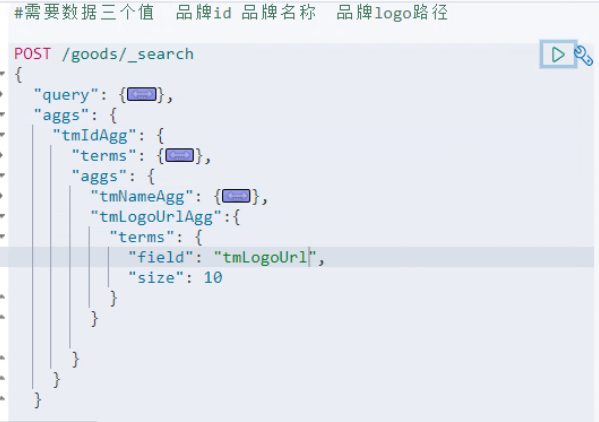 #需要数据三个值 品牌id 品牌名称 品牌logo路径
POST /goods/_search
{
"query": {},
"aggs": {
"tmIdAgg": {
"terms": {},
"aggs": {
"tmNameAgg": {},
"tmLogoUrlAgg":{
"terms": {
"field": "tmLogoUrl",
"size": 10
}
}
}
}
}